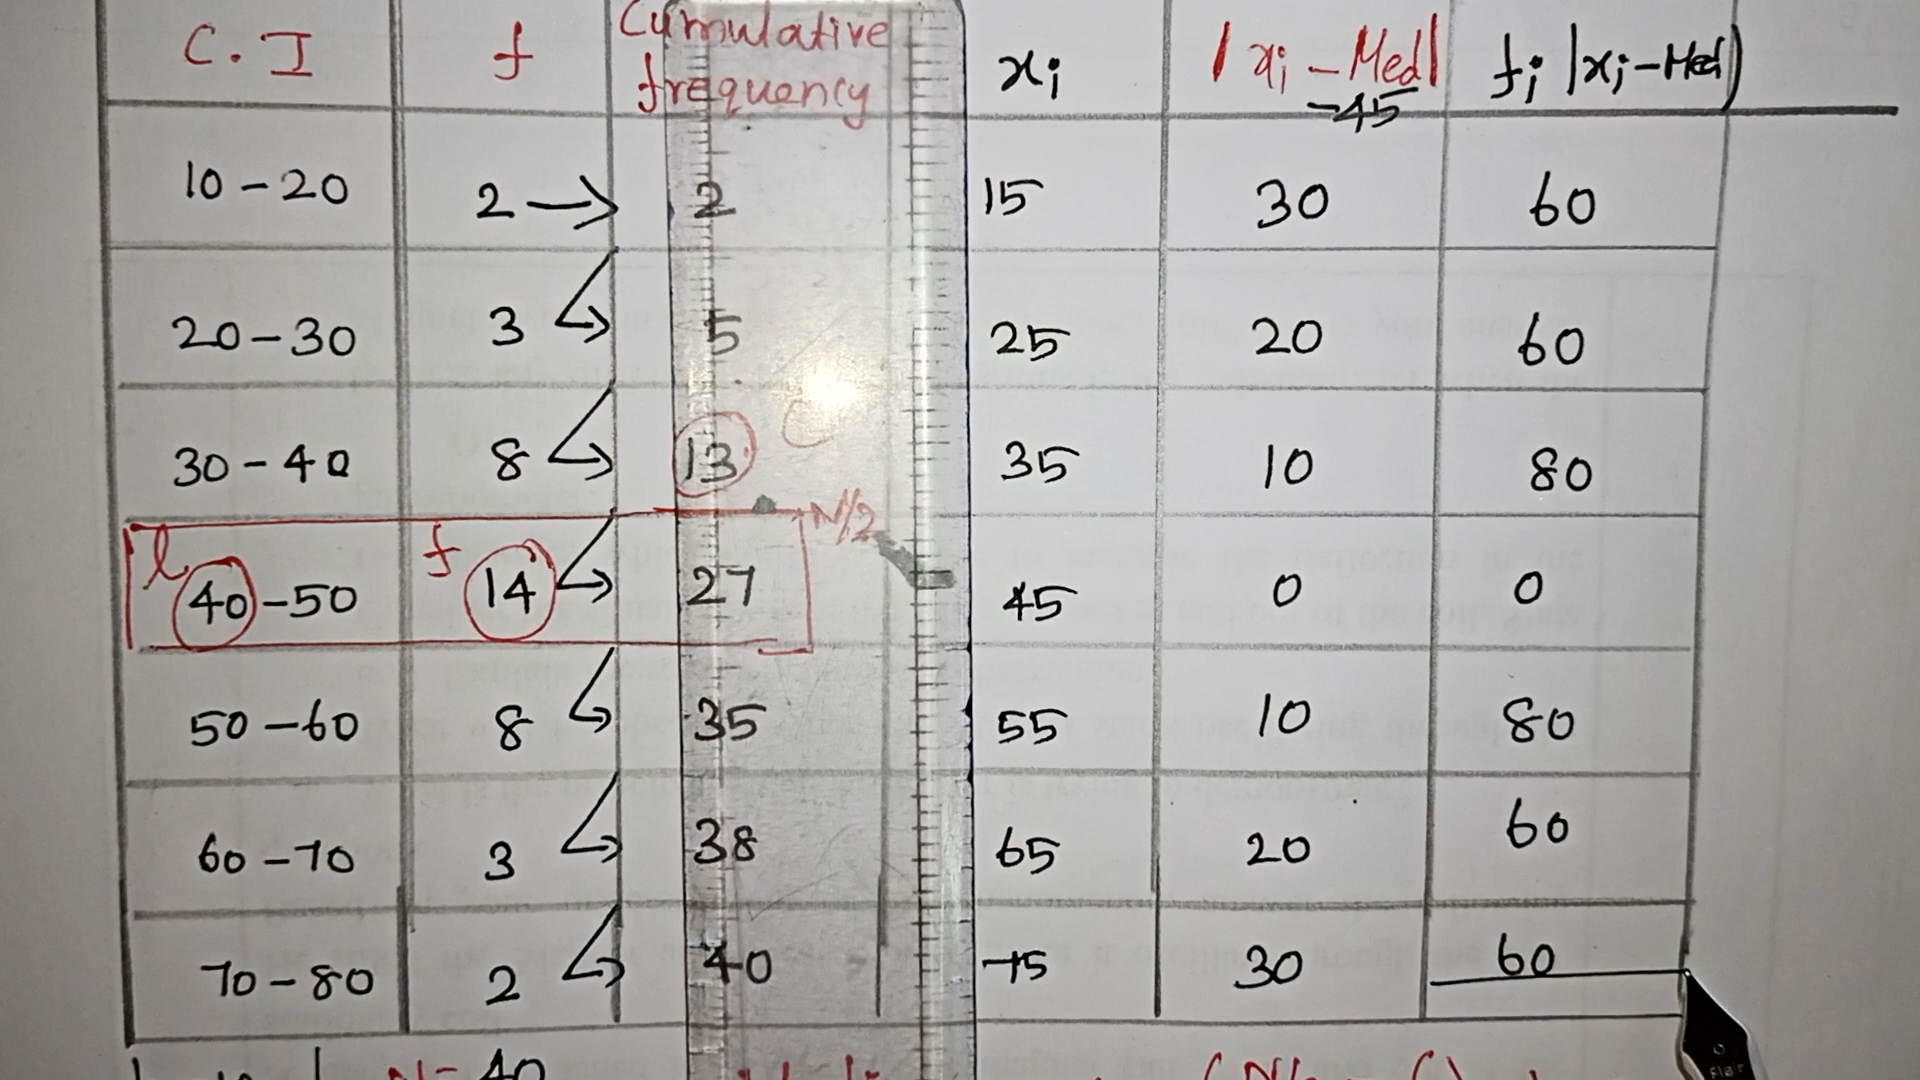 C.I f Cumulative frequency xi |xi - Med| =45 fi |xi - Med|
10-20 2 2 15 30 60
20-30 3 5 25 20 60
30-40 8 13 C 35 10 80
N/2
l 40-50 f 14 27 45 0 0
50-60 8 35 55 10 80
60-70 3 38 65 20 60
70-80 2 40 75 30 60
N= 40
Flair